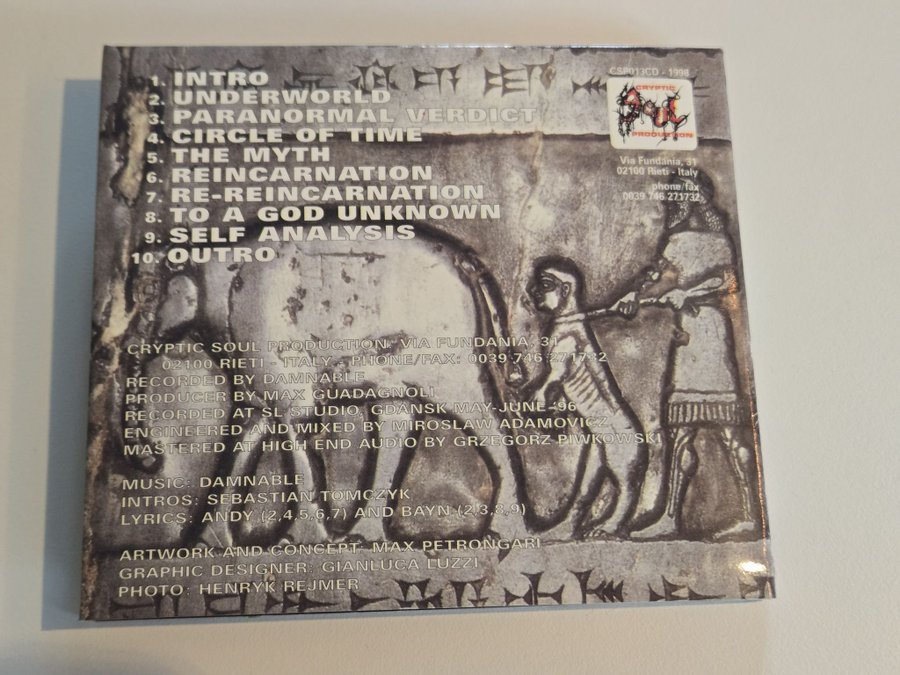 1. INTRO
2. UNDERWORLD
3. PARANORMAL VERDICT
4. CIRCLE OF TIME
5. THE MYTH
6. REINCARNATION
7. RE-REINCARNATION
8. TO A GOD UNKNOWN
9. SELF ANALYSIS
10. OUTRO
CSP013CD - 1998
CRYPTIC
SOUL
PRODUCTION
Via Fundania, 31
02100 Rieti - Italy
phone/fax
0039 746 271732
CRYPTIC SOUL PRODUCTION. VIA FUNDANIA, 31
02100 RIETI - ITALY - PHONE/FAX: 0039 746 271732
RECORDED BY DAMNABLE
PRODUCER BY MAX GUADAGNOLI
RECORDED AT SL STUDIO, GDANSK MAY-JUNE '96
ENGINEERED AND MIXED BY MIROSLAW ADAMOVICZ
MASTERED AT HIGH END AUDIO BY GRZEGORZ PIWKOWSKI
MUSIC: DAMNABLE
INTROS: SEBASTIAN TOMCZYK
LYRICS: ANDY (2,4,5,6,7) AND BAYN (2,3,8,9)
ARTWORK AND CONCEPT: MAX PETRONGARI
GRAPHIC DESIGNER: GIANLUCA LUZZI
PHOTO: HENRYK REJMER